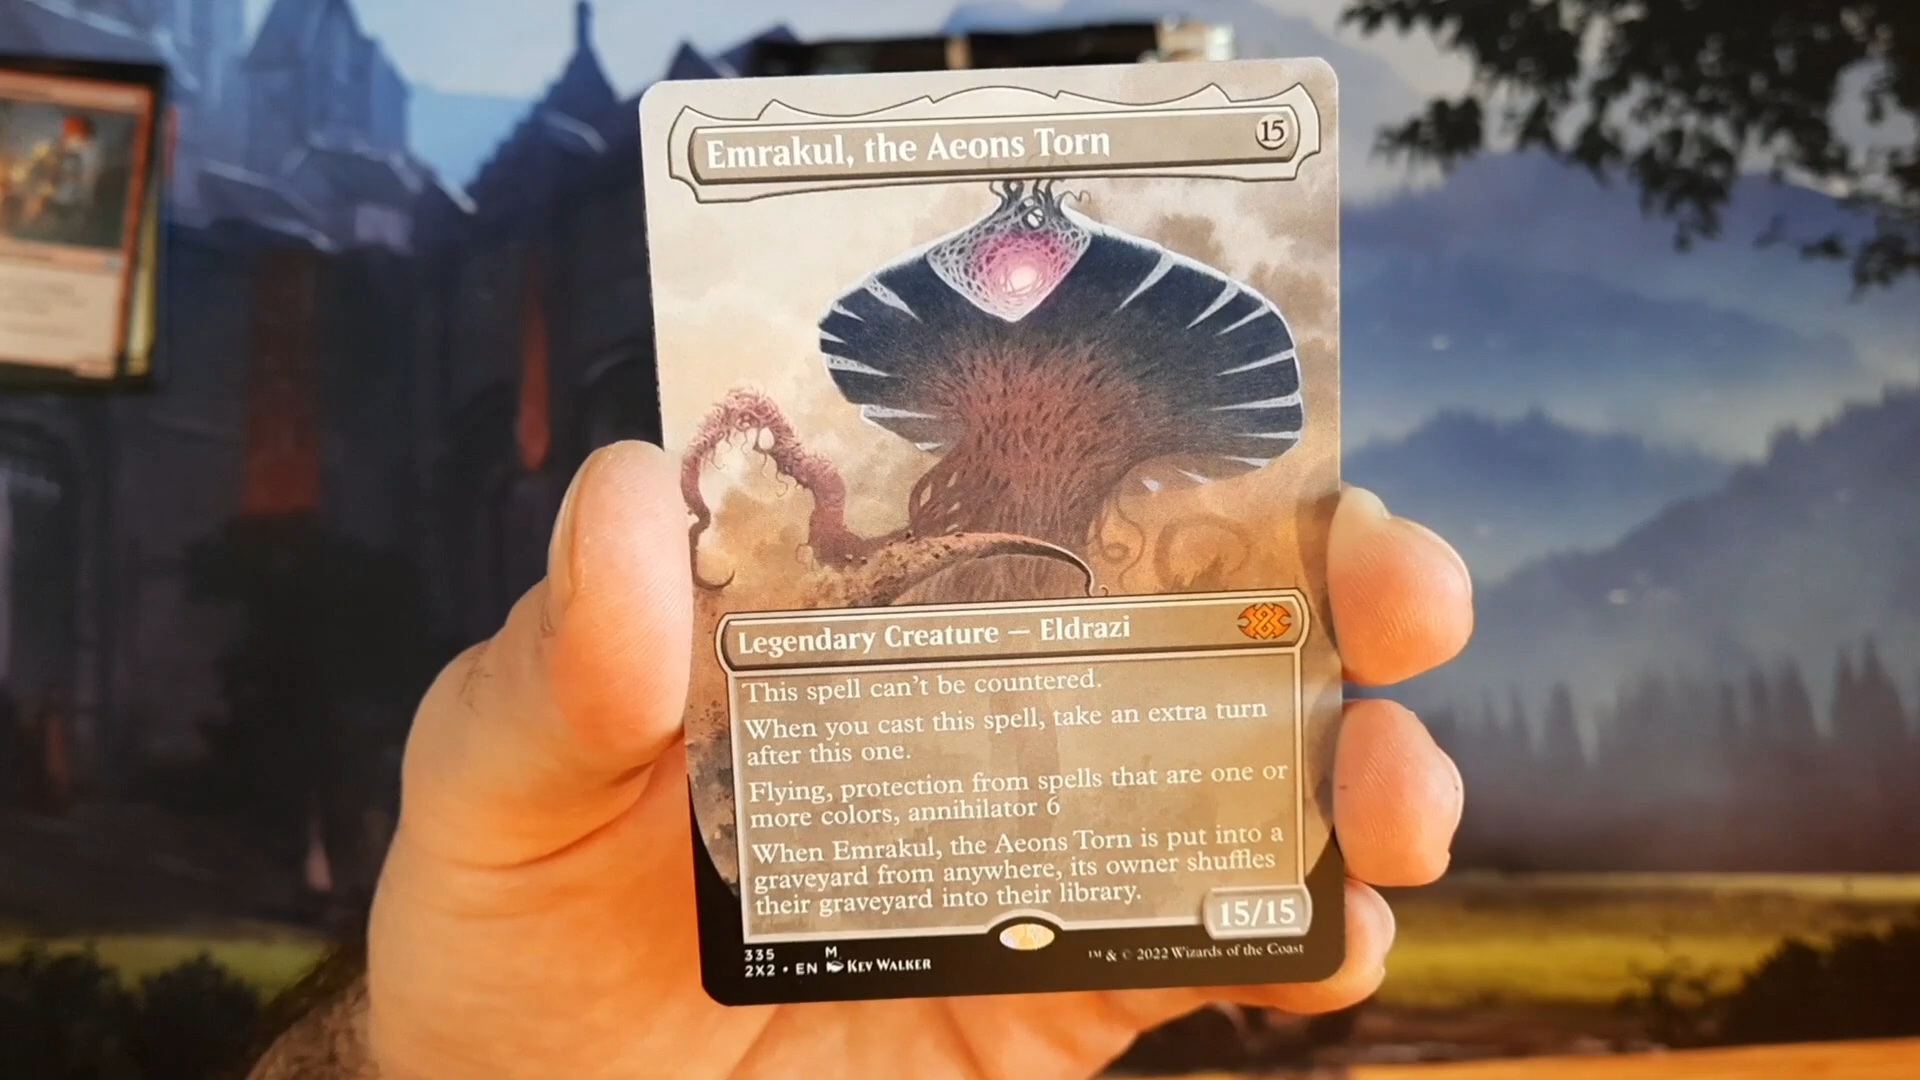 Emrakul, the Aeons Torn 15
Legendary Creature — Eldrazi
This spell can't be countered.
When you cast this spell, take an extra turn
after this one.
Flying, protection from spells that are one or
more colors, annihilator 6
When Emrakul, the Aeons Torn is put into a
graveyard from anywhere, its owner shuffles
their graveyard into their library.
15/15
335 M
2X2 • EN KEV WALKER
™ & © 2022 Wizards of the Coast